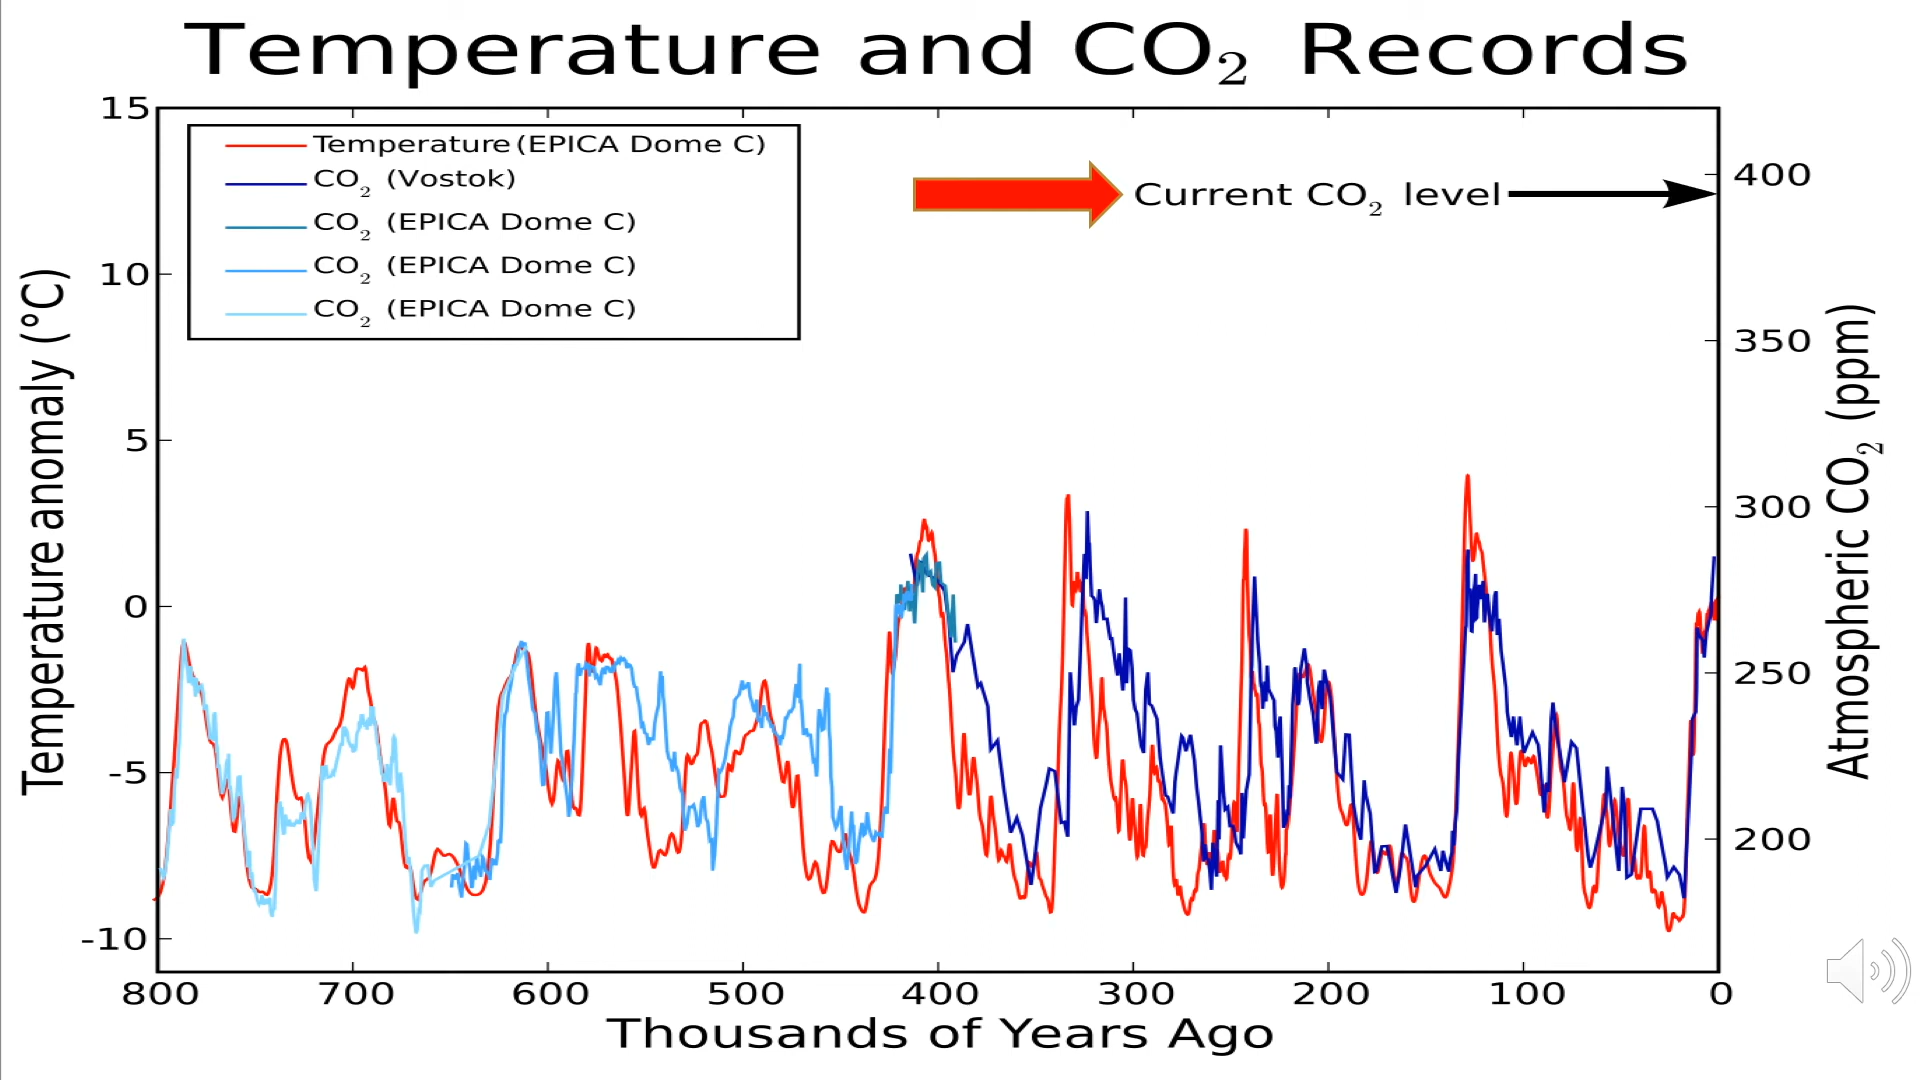 Temperature and CO₂ Records
Temperature (EPICA Dome C)
CO₂ (Vostok)
CO₂ (EPICA Dome C)
CO₂ (EPICA Dome C)
CO₂ (EPICA Dome C)
Current CO₂ level
Temperature anomaly (°C)
15
10
5
0
-5
-10
400
350
300
250
200
Atmospheric CO₂ (ppm)
800 700 600 500 400 300 200 100 0
Thousands of Years Ago